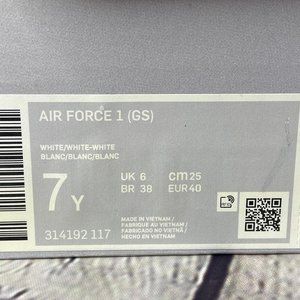 AIR FORCE 1 (GS)
WHITE/WHITE-WHITE
BLANC/BLANC/BLANC
7Y
UK 6 cm 25
BR 38 EUR 40
314192 117
MADE IN VIETNAM /
FABRIQUE AU VIETNAM /
FABRICADO NO VIETNÃ /
HECHO EN VIETNAM